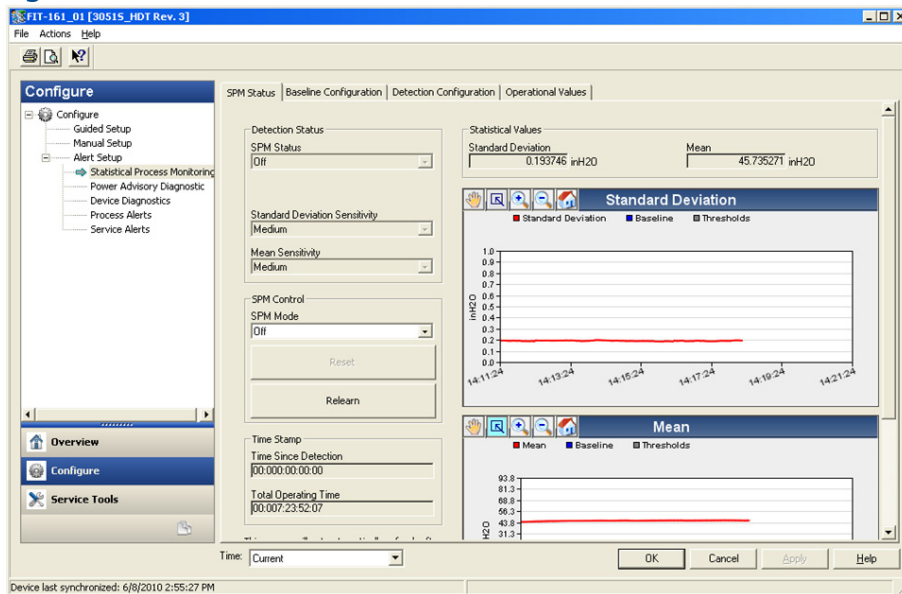 FIT-161_01 [3051S_HDT Rev. 3]
File Actions Help
Configure
Configure
Guided Setup
Manual Setup
Alert Setup
Statistical Process Monitoring
Power Advisory Diagnostic
Device Diagnostics
Process Alerts
Service Alerts
Overview
Configure
Service Tools
SPM Status Baseline Configuration Detection Configuration Operational Values
Detection Status
SPM Status
Off
Standard Deviation Sensitivity
Medium
Mean Sensitivity
Medium
SPM Control
SPM Mode
Off
Reset
Relearn
Time Stamp
Time Since Detection
00:000:00:00:00
Total Operating Time
00:007:23:52:07
Statistical Values
Standard Deviation
0.193746 inH2O
Mean
45.735271 inH2O
Standard Deviation
Standard Deviation Baseline Thresholds
inH2O
1.0
0.9
0.8
0.7
0.6
0.5
0.4
0.3
0.2
0.1
0.0
14:11:24 14:13:24 14:15:24 14:17:24 14:19:24 14:21:24
Mean
Mean Baseline Thresholds
H2O
93.8
81.3
68.8
56.3
43.8
31.3
Time: Current
OK Cancel Apply Help
Device last synchronized: 6/8/2010 2:55:27 PM